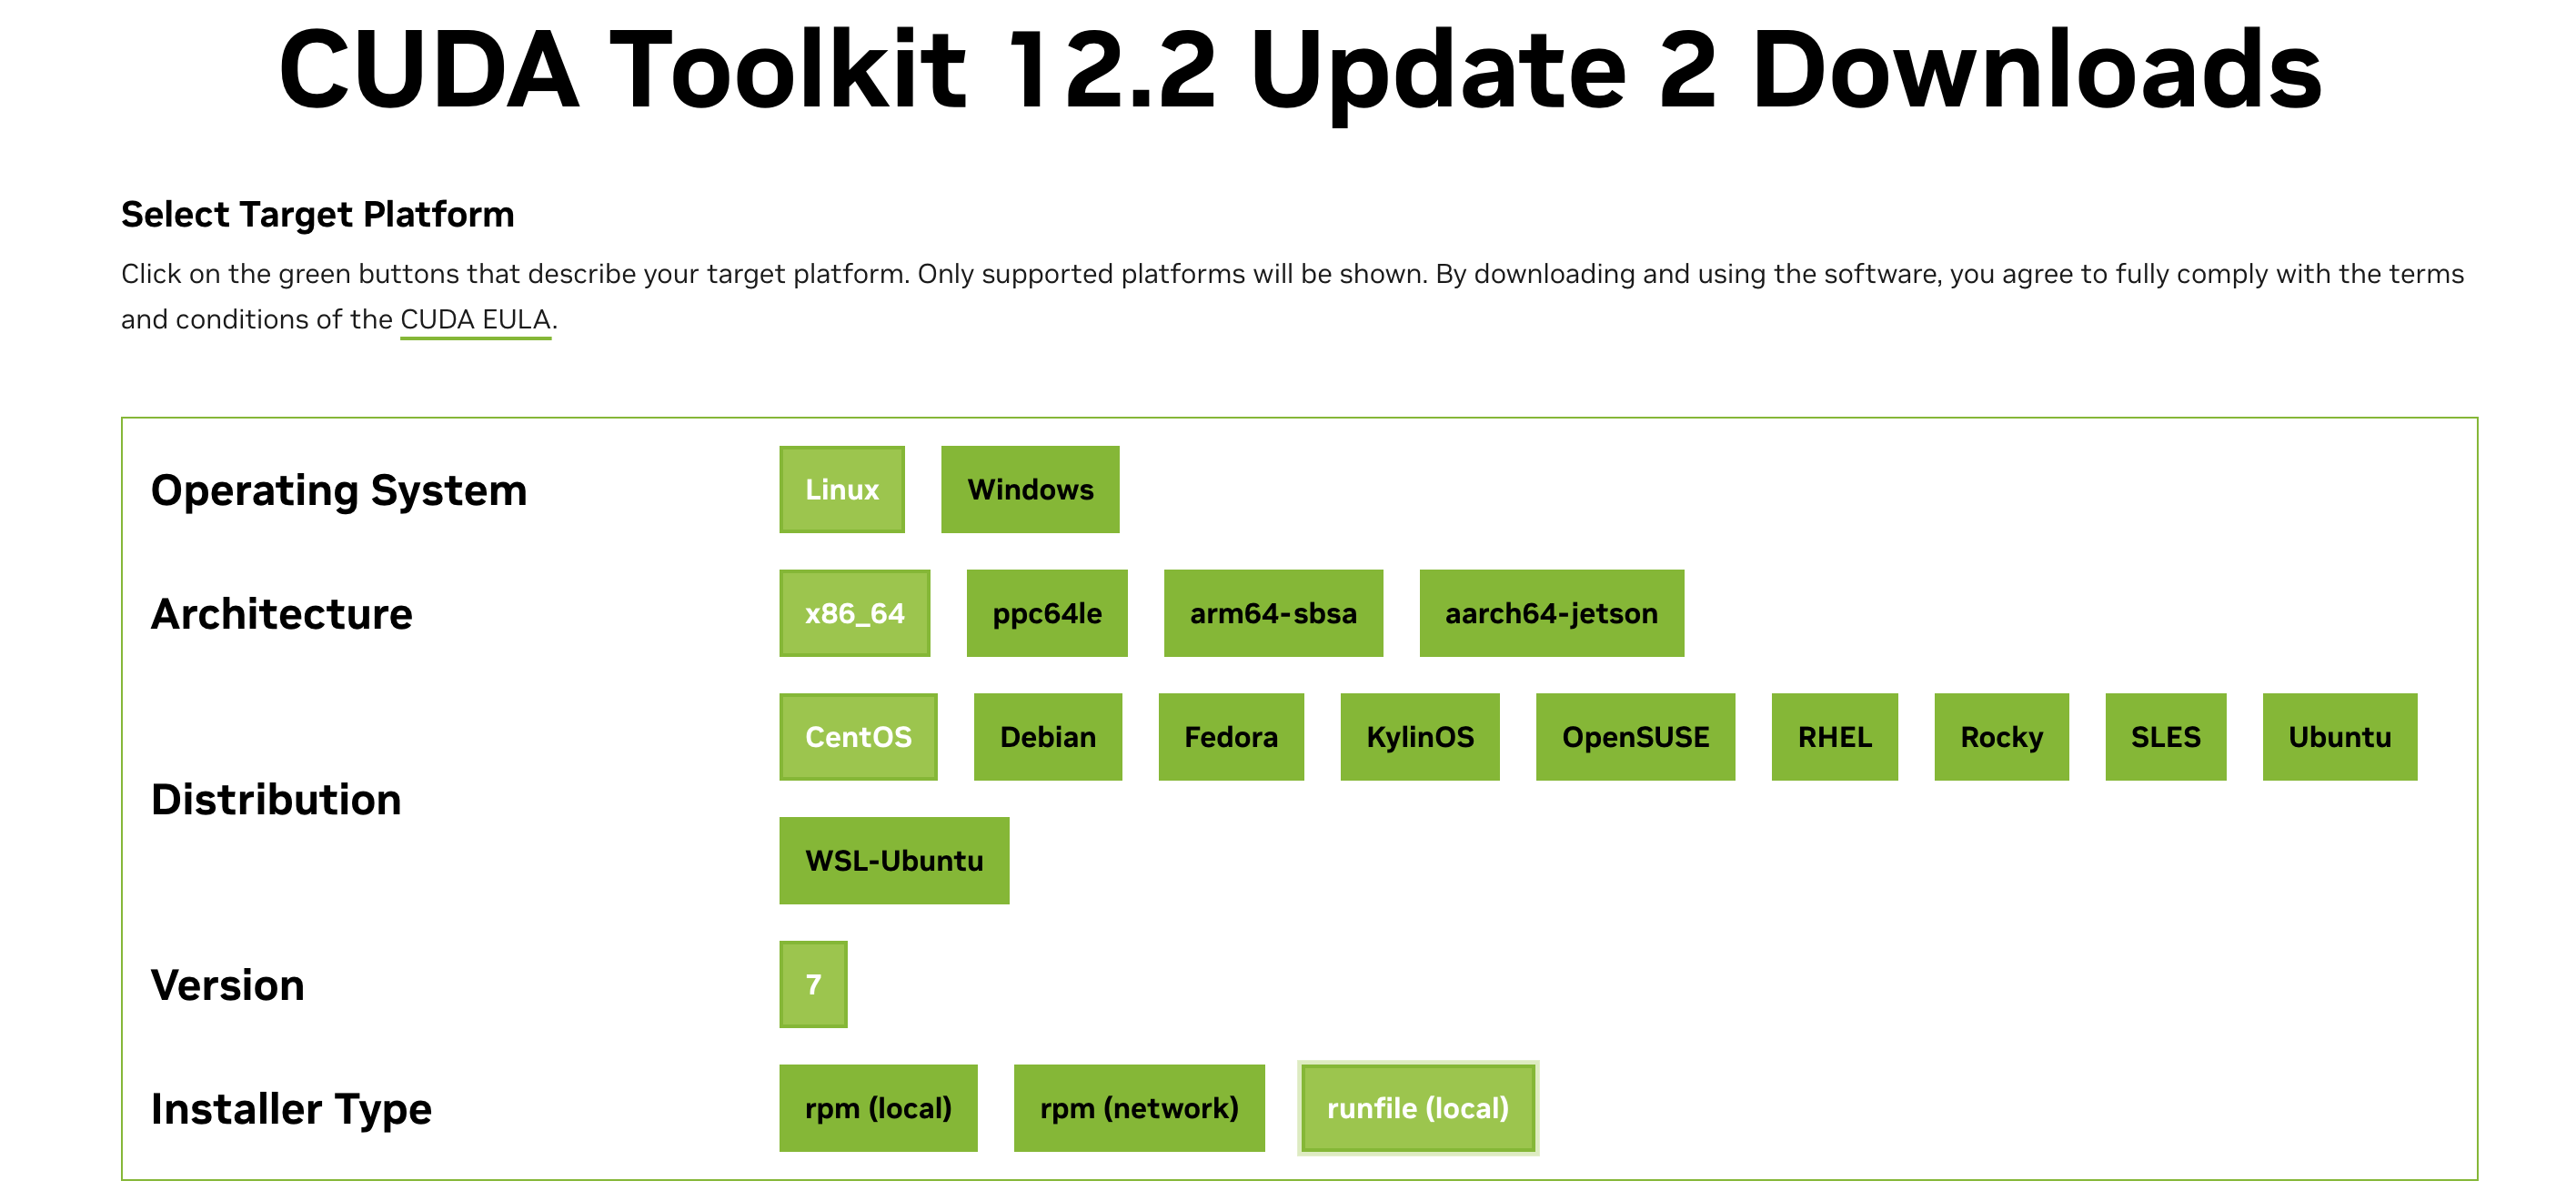 CUDA Toolkit 12.2 Update 2 Downloads
Select Target Platform
Click on the green buttons that describe your target platform. Only supported platforms will be shown. By downloading and using the software, you agree to fully comply with the terms
and conditions of the CUDA EULA.
Operating System
Linux Windows
Architecture
x86_64 ppc64le arm64-sbsa aarch64-jetson
Distribution
CentOS Debian Fedora KylinOS OpenSUSE RHEL Rocky SLES Ubuntu
WSL-Ubuntu
Version
7
Installer Type
rpm (local) rpm (network) runfile (local)